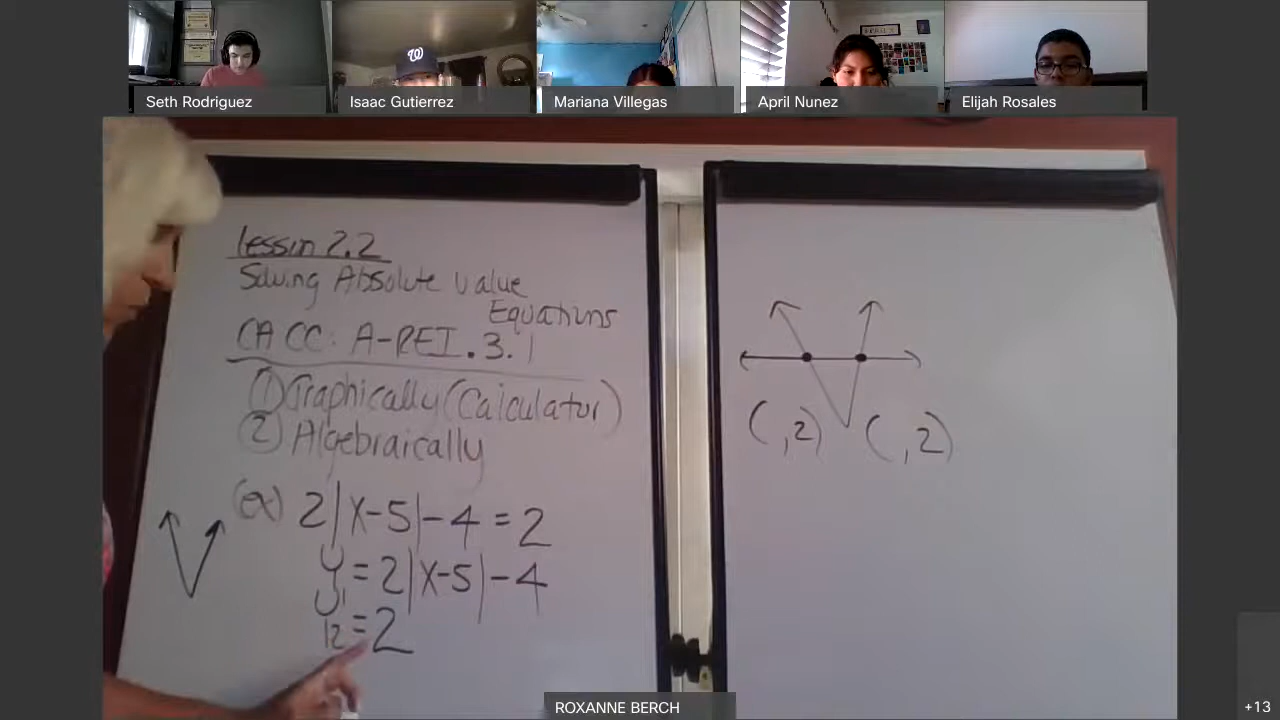 Seth Rodriguez
Isaac Gutierrez
Mariana Villegas
April Nunez
Elijah Rosales
W
lesson 2.2
Solving Absolute Value
Equations
CA CC: A-REI.3.1
① Graphically (Calculator)
② Algebraically
(ex) 2|x-5|-4=2
y1=2|x-5|-4
y2=2
( ,2) ( ,2)
ROXANNE BERCH
+13